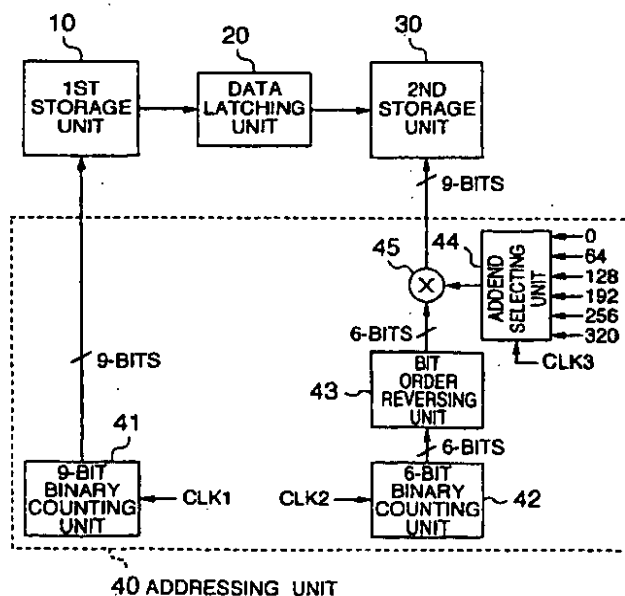 10
20
30
1ST
STORAGE
UNIT
DATA
LATCHING
UNIT
2ND
STORAGE
UNIT
9-BITS
45
44
ADDEND
SELECTING
UNIT
0
64
128
192
256
320
CLK3
X
6-BITS
9-BITS
43
BIT
ORDER
REVERSING
UNIT
41
6-BITS
9-BIT
BINARY
COUNTING
UNIT
CLK1
CLK2
6-BIT
BINARY
COUNTING
UNIT
42
40 ADDRESSING UNIT